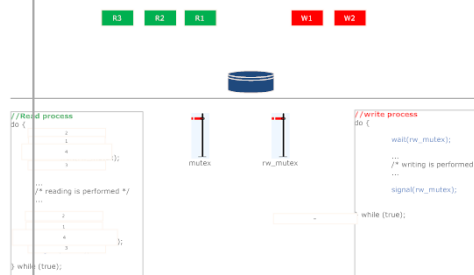 R3 R2 R1 W1 W2
//Read process
do {
2
1
4
);
3
...
/* reading is performed */
...
2
1
4
);
3
} while (true);
mutex
rw_mutex
//write process
do {
wait(rw_mutex);
...
/* writing is performed
...
signal(rw_mutex);
while (true);